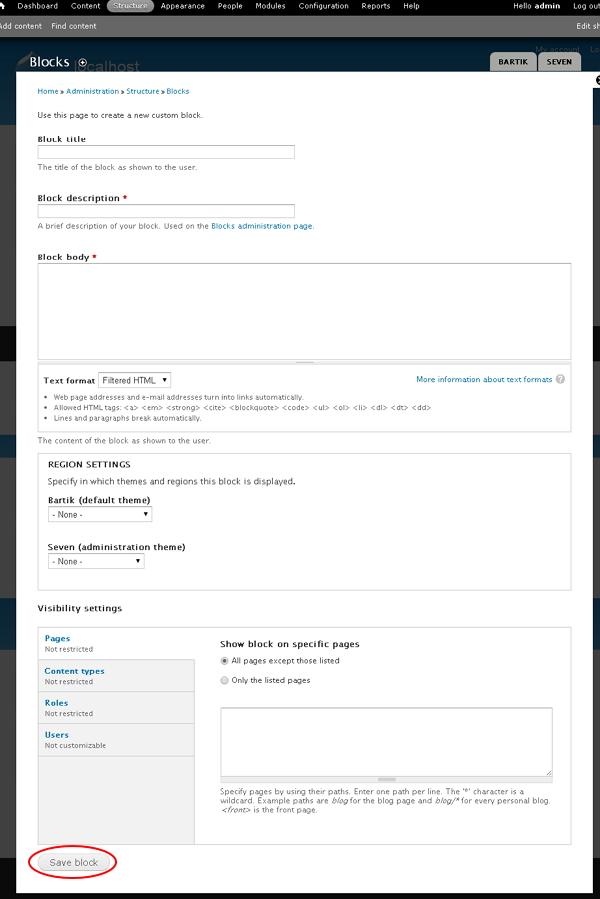 Dashboard Content Structure Appearance People Modules Configuration Reports Help Hello admin Log out
Add content Find content Edit sh
My account Lo
Blocks
localhost
BARTIK SEVEN
Home » Administration » Structure » Blocks
Use this page to create a new custom block.
Block title
The title of the block as shown to the user.
Block description *
A brief description of your block. Used on the Blocks administration page.
Block body *
Text format Filtered HTML
More information about text formats ?
• Web page addresses and e-mail addresses turn into links automatically.
• Allowed HTML tags: <a> <em> <strong> <cite> <blockquote> <code> <ul> <ol> <li> <dl> <dt> <dd>
• Lines and paragraphs break automatically.
The content of the block as shown to the user.
REGION SETTINGS
Specify in which themes and regions this block is displayed.
Bartik (default theme)
- None -
Seven (administration theme)
- None -
Visibility settings
Pages
Not restricted
Content types
Not restricted
Roles
Not restricted
Users
Not customizable
Show block on specific pages
All pages except those listed
Only the listed pages
Specify pages by using their paths. Enter one path per line. The '*' character is a
wildcard. Example paths are blog for the blog page and blog/* for every personal blog.
<front> is the front page.
Save block